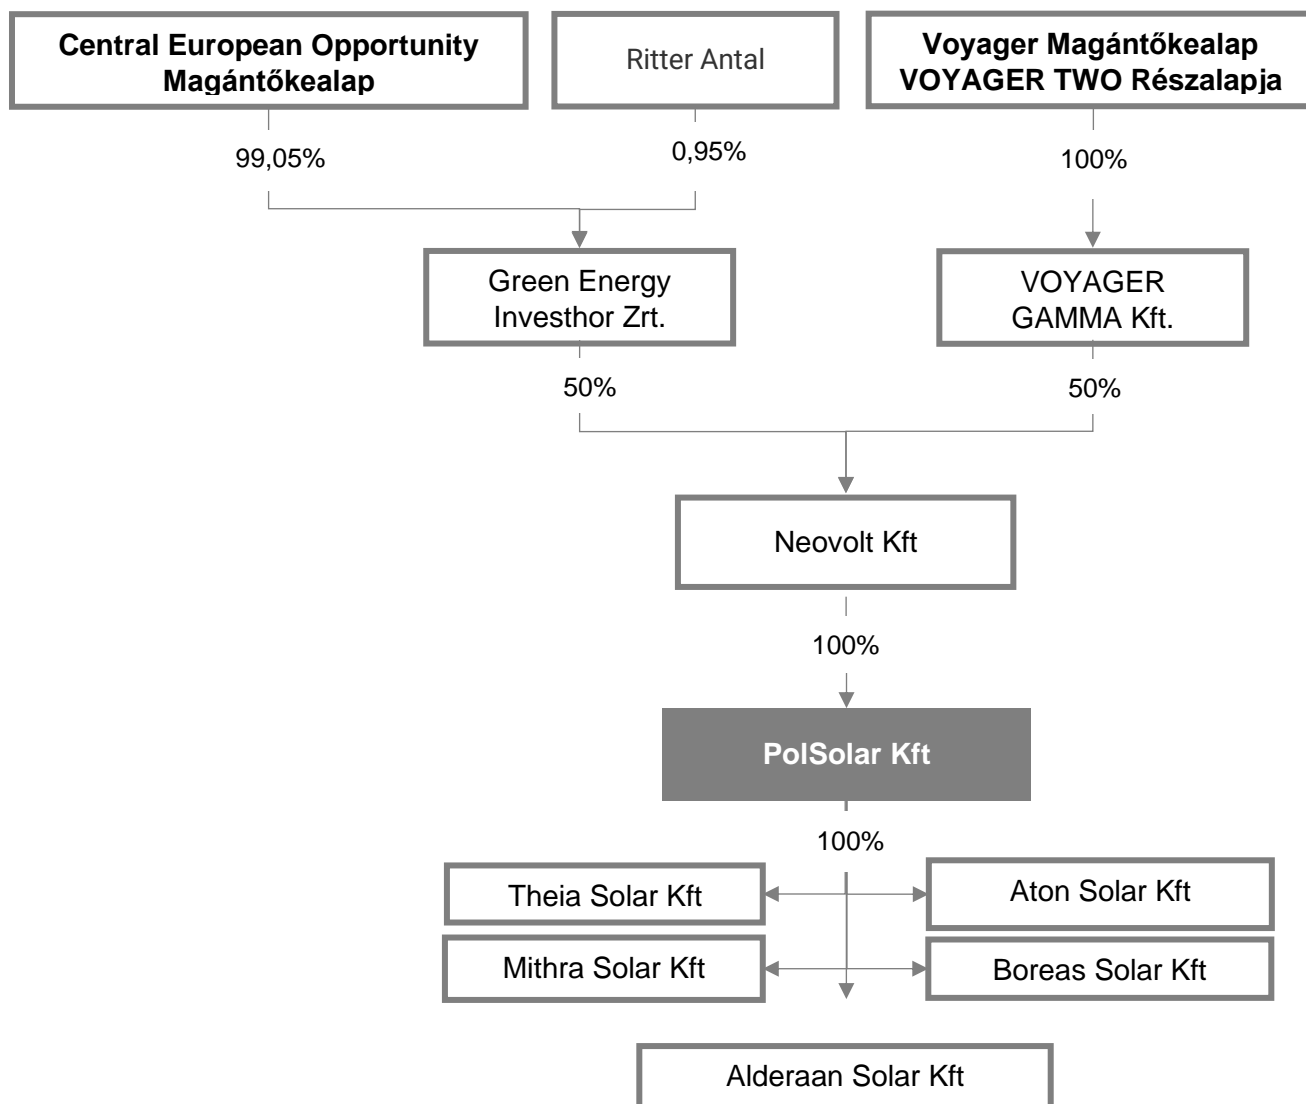 Central European Opportunity
Magántőkealap
Ritter Antal
Voyager Magántőkealap
VOYAGER TWO Részalapja
99,05%
0,95%
100%
Green Energy
Investhor Zrt.
VOYAGER
GAMMA Kft.
50%
50%
Neovolt Kft
100%
PolSolar Kft
100%
Theia Solar Kft
Aton Solar Kft
Mithra Solar Kft
Boreas Solar Kft
Alderaan Solar Kft